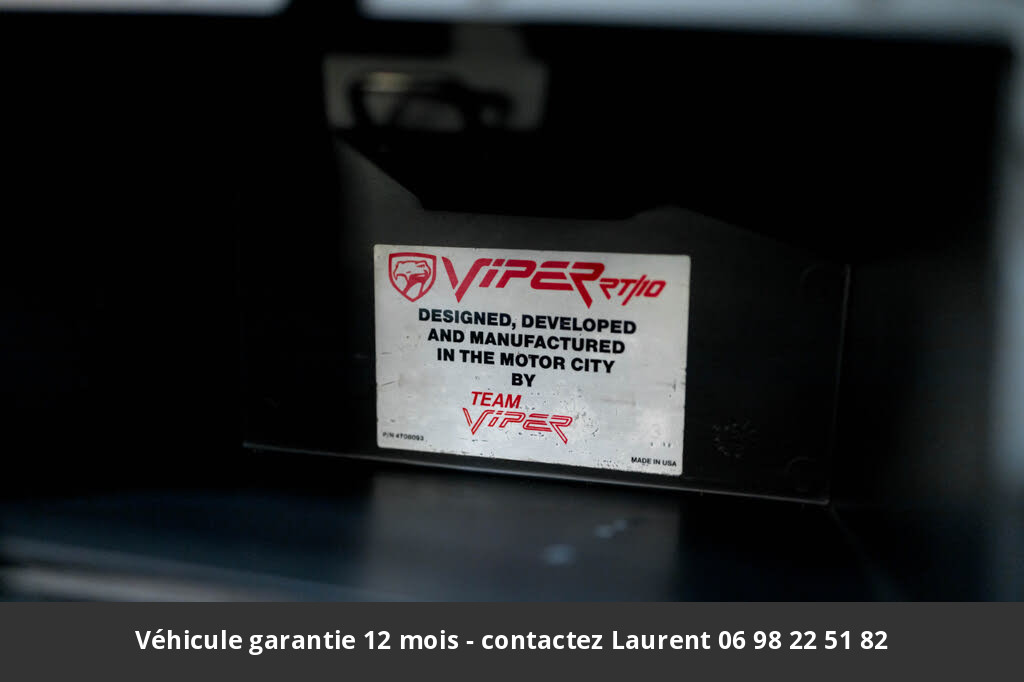 VIPER RT/10
DESIGNED, DEVELOPED
AND MANUFACTURED
IN THE MOTOR CITY
BY
TEAM
VIPER
P/N 4708093
MADE IN USA
Véhicule garantie 12 mois - contactez Laurent 06 98 22 51 82